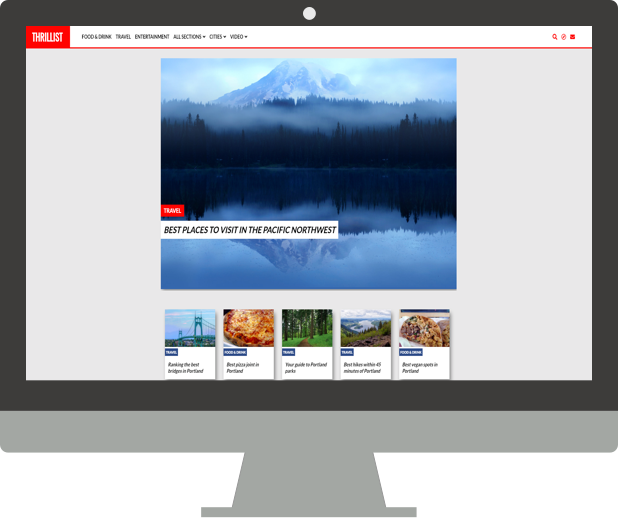 THRILLIST FOOD & DRINK TRAVEL ENTERTAINMENT ALL SECTIONS CITIES VIDEO
TRAVEL
BEST PLACES TO VISIT IN THE PACIFIC NORTHWEST
TRAVEL
Ranking the best
bridges in Portland
FOOD & DRINK
Best pizza joint in
Portland
TRAVEL
Your guide to Portland
parks
TRAVEL
Best hikes within 45
minutes of Portland
FOOD & DRINK
Best vegan spots in
Portland